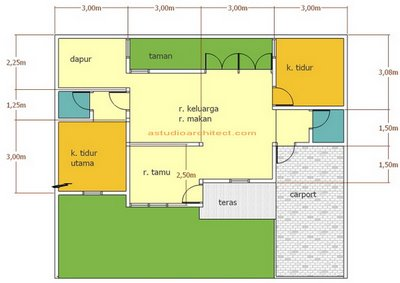 3,00m 3,00m 3,00m 3,00m
dapur
taman
k. tidur
2,25m
3,08m
1,25m
r. keluarga
r. makan
astudioarchitect.com
1,50m
k. tidur
utama
3,00m
r. tamu
2,50m
1,50m
teras
carport